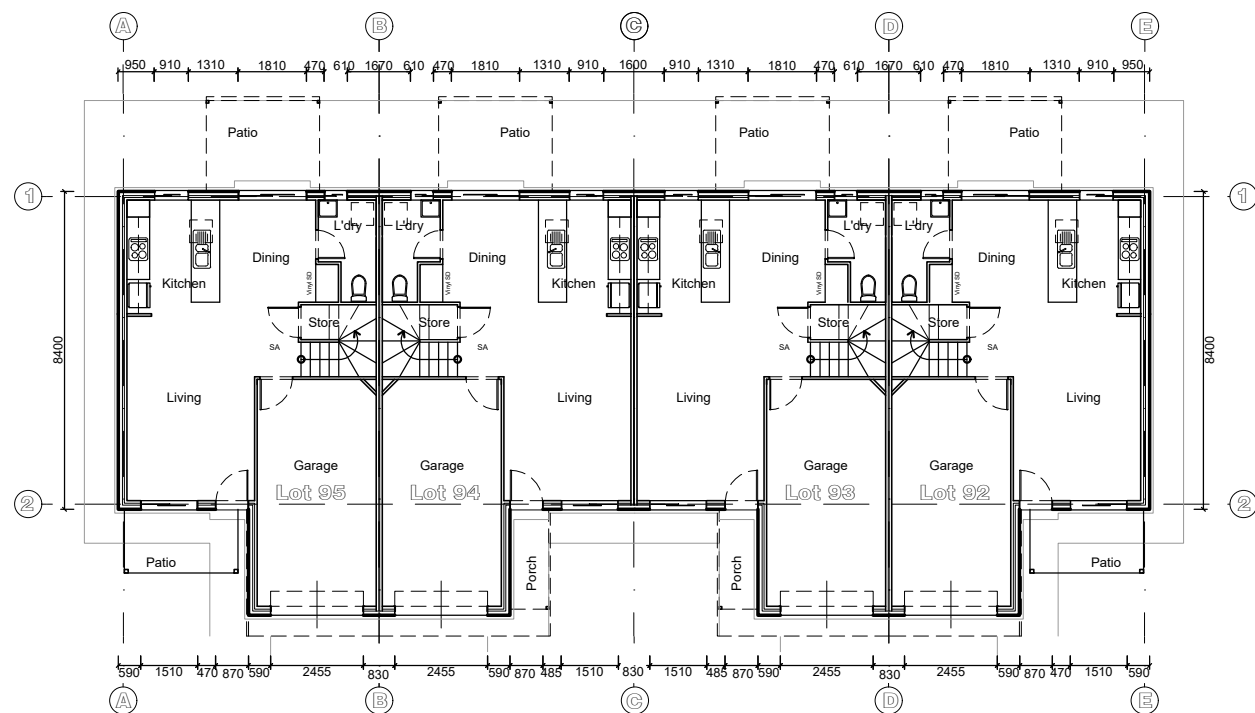 A B C D E
950 910 1310 1810 470 610 1670 610 470 1810 1310 910 1600 910 1310 1810 470 610 1670 610 470 1810 1310 910 950
Patio Patio Patio Patio
1 1
L'dry L'dry L'dry L'dry
Dining Dining Dining Dining
Kitchen Kitchen Kitchen Kitchen
Vinyl SD Vinyl SD Vinyl SD Vinyl SD
Store Store Store Store
SA SA SA SA
8400 8400
Living Living Living Living
Garage Garage Garage Garage
Lot 95 Lot 94 Lot 93 Lot 92
2 2
Patio Porch Porch Patio
590 1510 470 870 590 2455 830 2455 590 870 485 1510 830 1510 485 870 590 2455 830 2455 590 870 470 1510 590
A B C D E